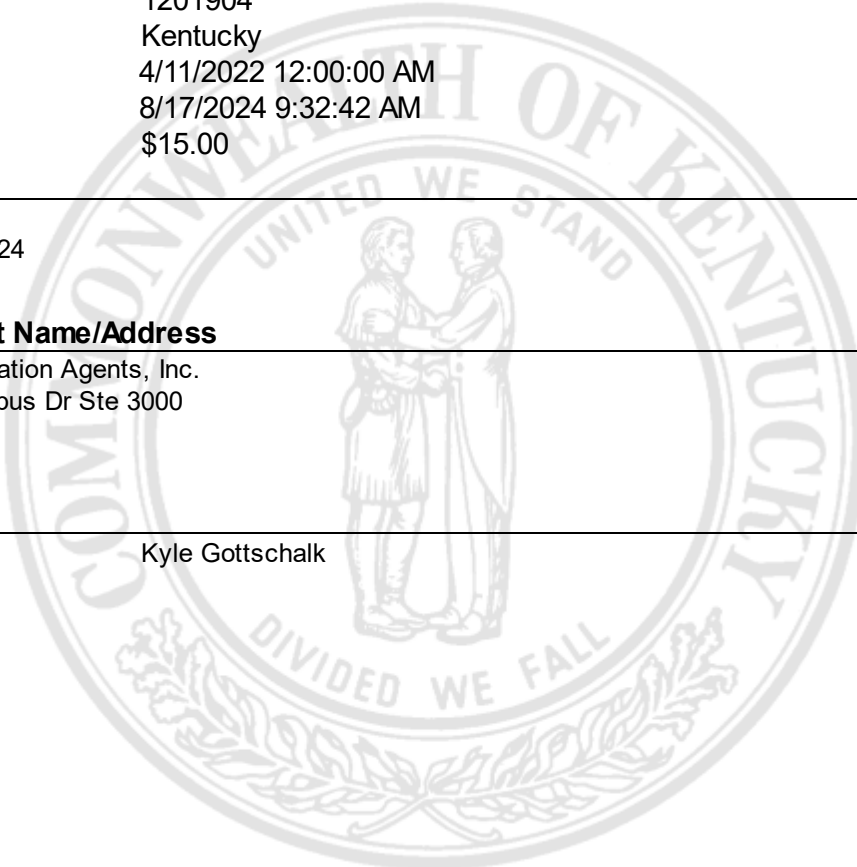 1201904
Kentucky
4/11/2022 12:00:00 AM
8/17/2024 9:32:42 AM
$15.00
24
t Name/Address
ation Agents, Inc.
pus Dr Ste 3000
Kyle Gottschalk
COMMONWEALTH OF KENTUCKY
UNITED WE STAND
DIVIDED WE FALL